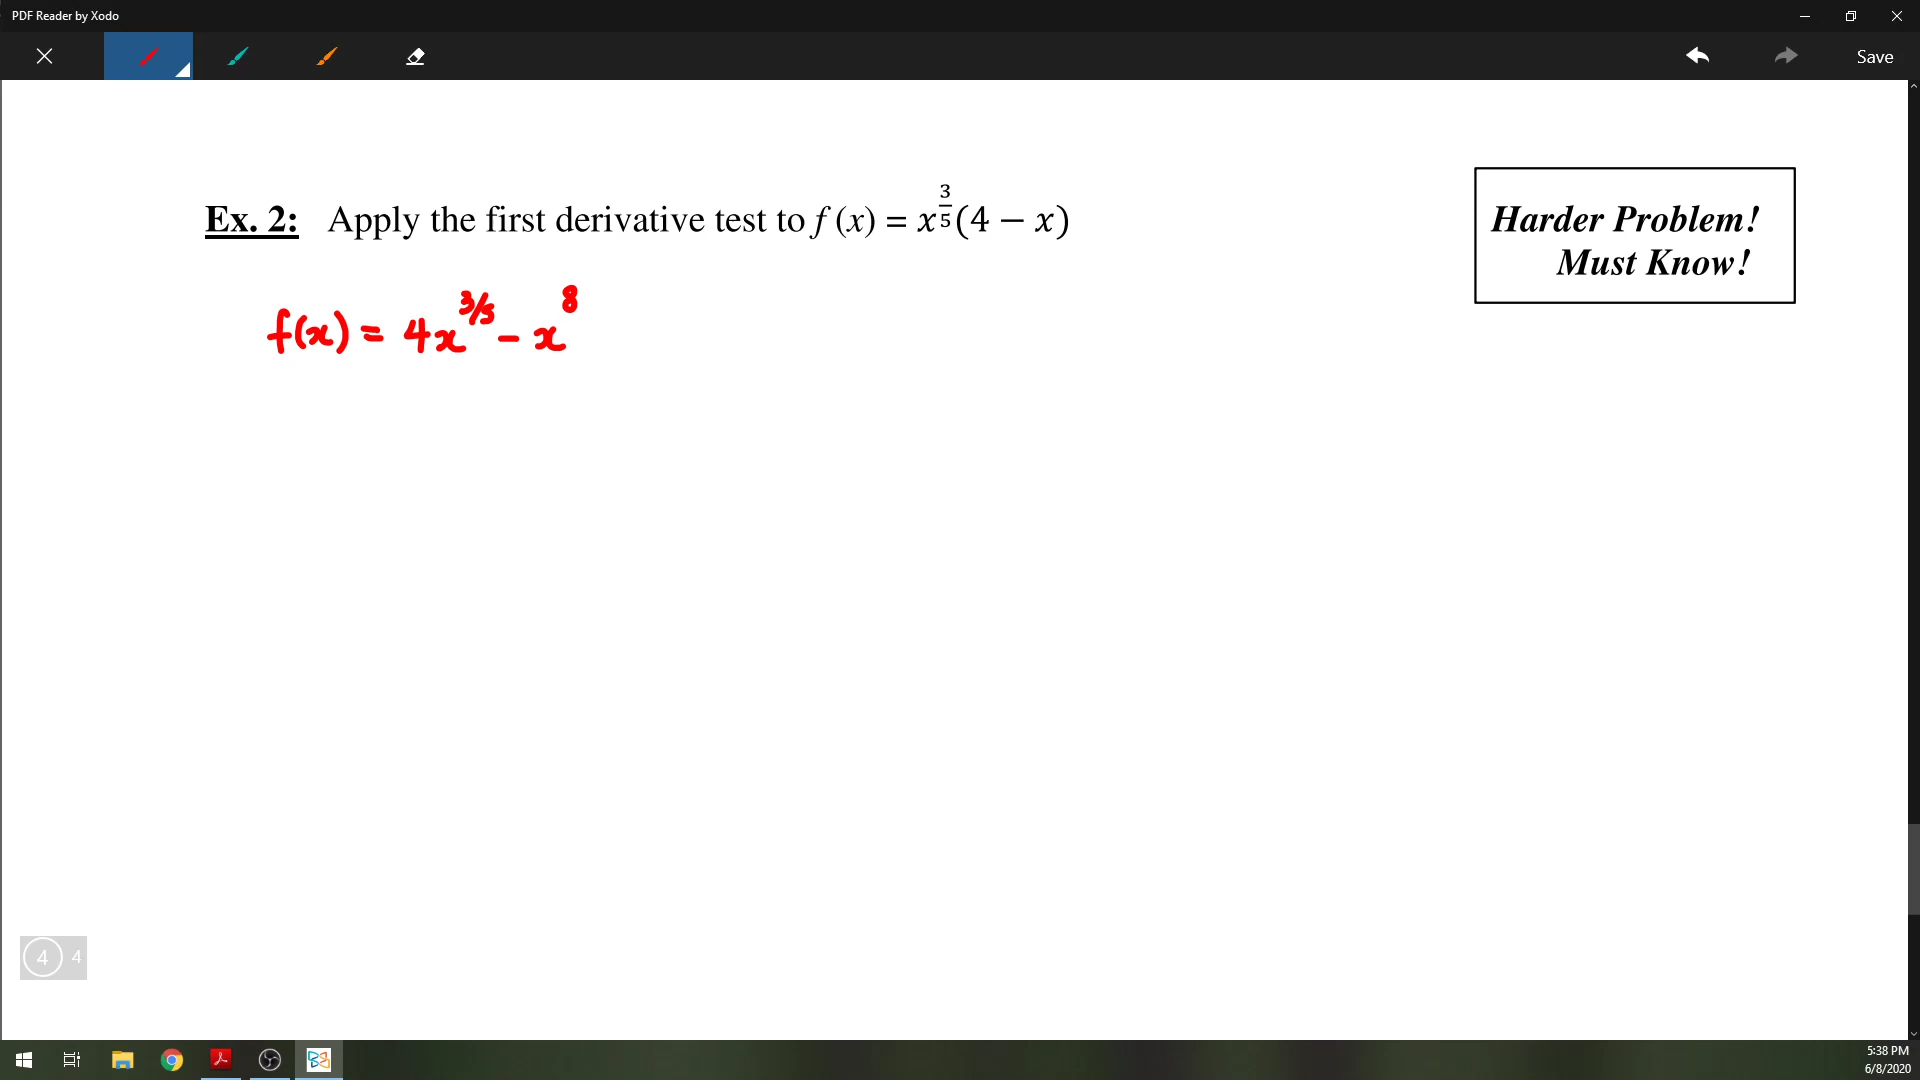 PDF Reader by Xodo
Save
Ex. 2: Apply the first derivative test to f (x) = x^{3/5}(4 − x)
Harder Problem!
Must Know!
f(x) = 4x^{3/5} - x^8
4 4
5:38 PM
6/8/2020